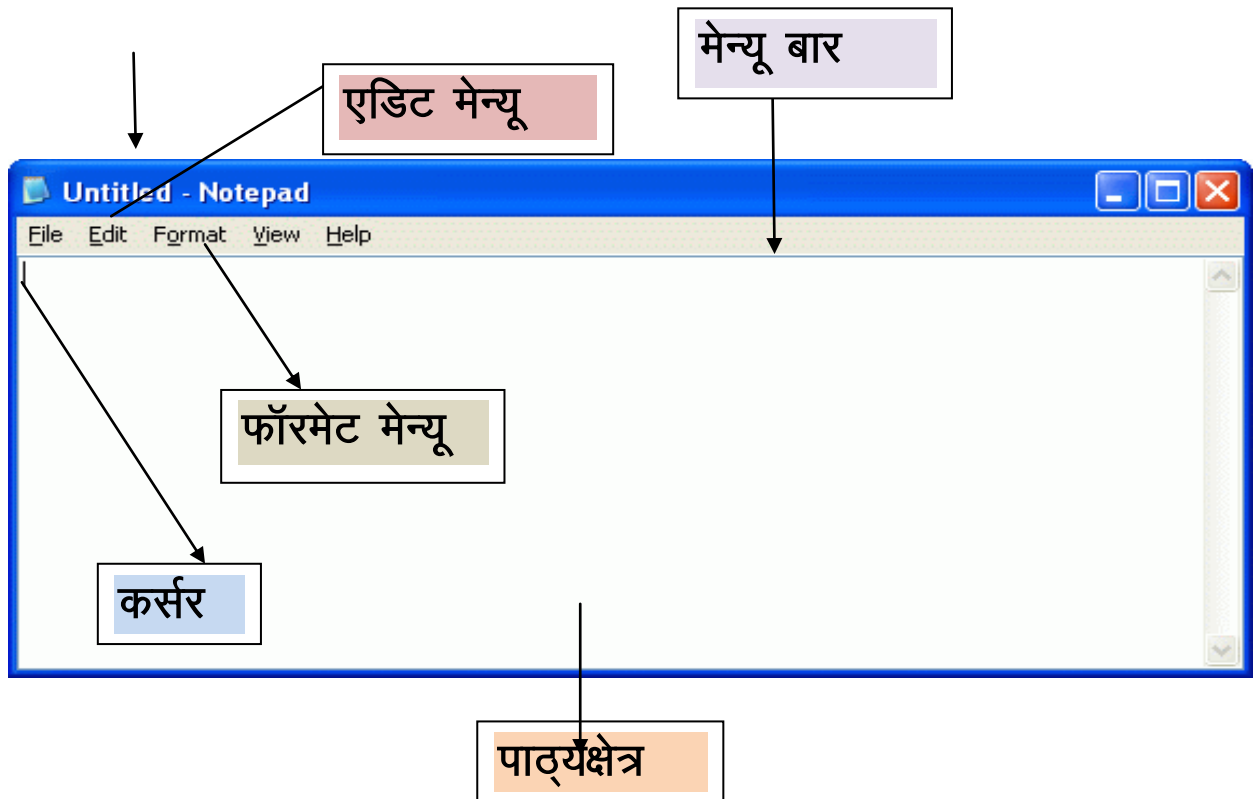 मेन्यू बार
एडिट मेन्यू
Untitled - Notepad
File Edit Format View Help
फॉरमेट मेन्यू
कर्सर
पाठ्यक्षेत्र